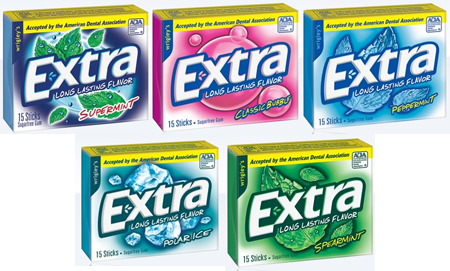 Accepted by the American Dental Association
ADA
WRIGLEY'S
Extra
LONG LASTING FLAVOR
SUPERMINT
15 Sticks - Sugarfree Gum
Accepted by the American Dental Association
ADA
WRIGLEY'S
Extra
LONG LASTING FLAVOR
CLASSIC BUBBLE
15 Sticks - Sugarfree Gum
Accepted by the American Dental Association
ADA
WRIGLEY'S
Extra
LONG LASTING FLAVOR
PEPPERMINT
15 Sticks - Sugarfree Gum
Accepted by the American Dental Association
ADA
WRIGLEY'S
Extra
LONG LASTING FLAVOR
POLAR ICE
15 Sticks - Sugarfree Gum
Accepted by the American Dental Association
ADA
WRIGLEY'S
Extra
LONG LASTING FLAVOR
SPEARMINT
15 Sticks - Sugarfree Gum